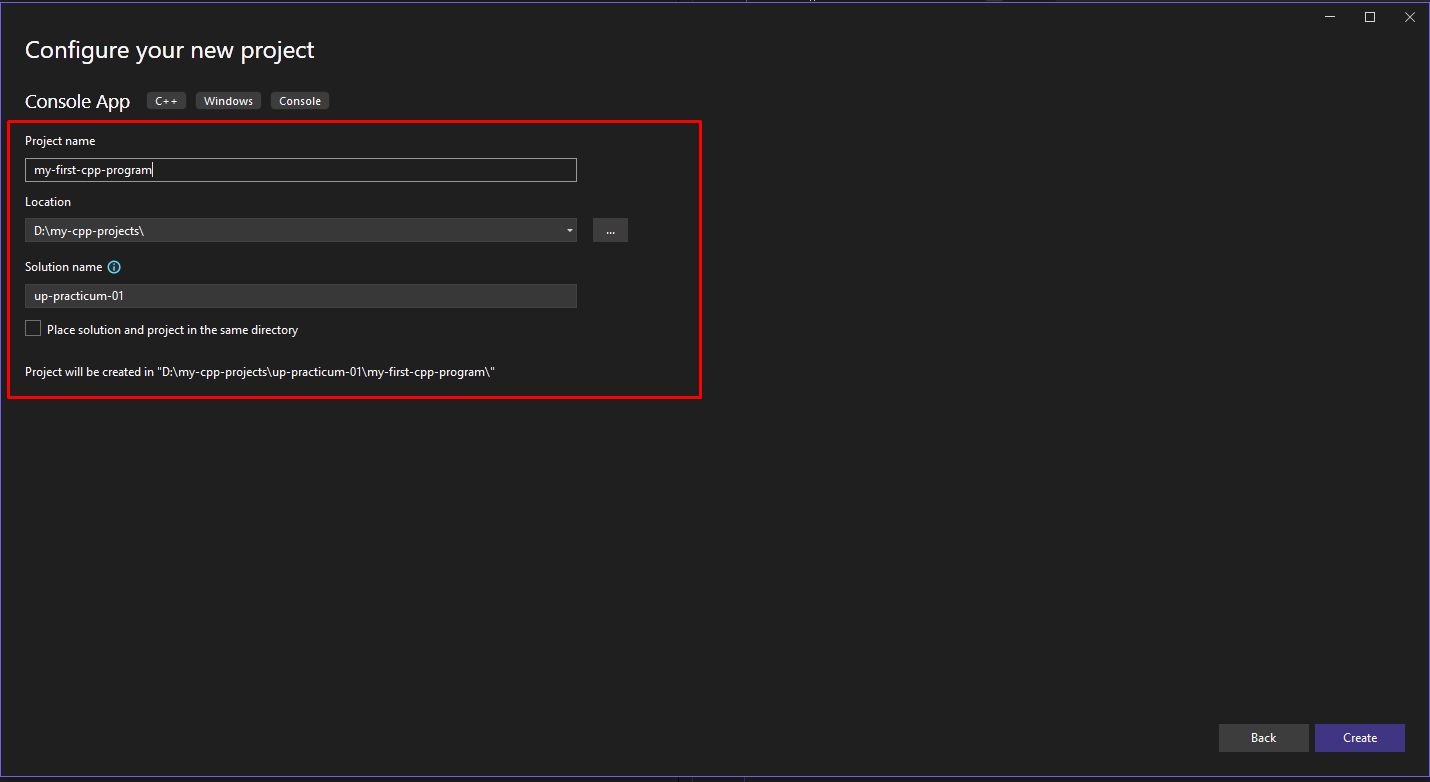 Configure your new project
Console App C++ Windows Console
Project name
my-first-cpp-program
Location
D:\my-cpp-projects\
...
Solution name
up-practicum-01
Place solution and project in the same directory
Project will be created in "D:\my-cpp-projects\up-practicum-01\my-first-cpp-program\"
Back Create